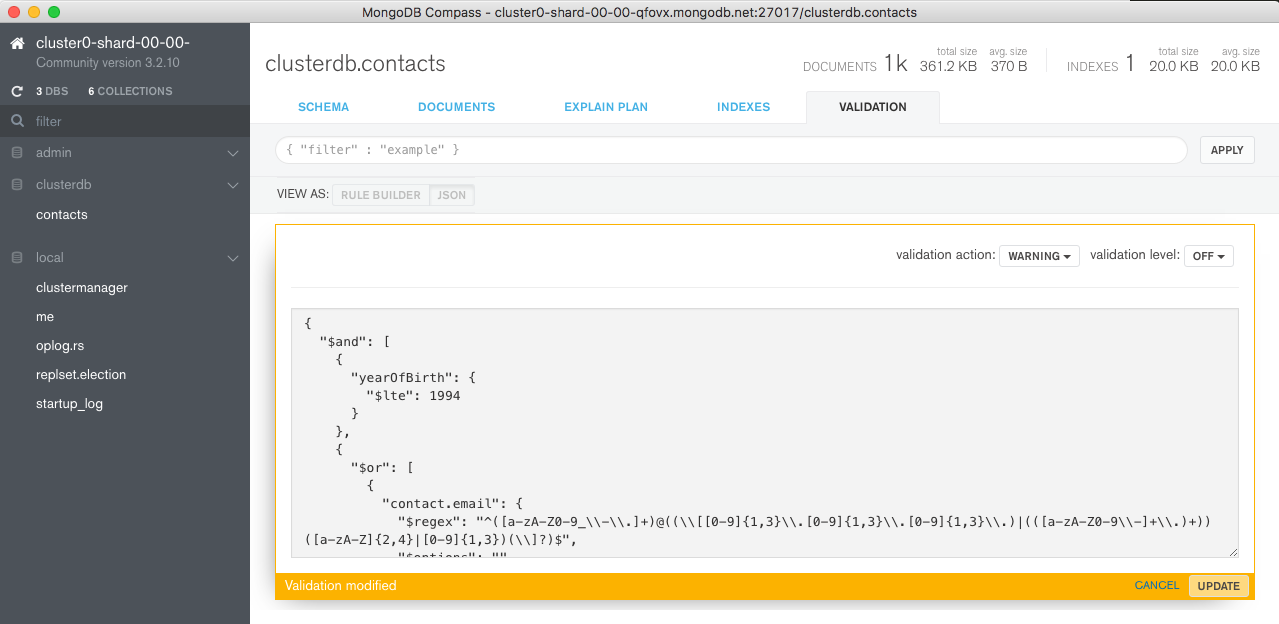 MongoDB Compass - cluster0-shard-00-00-qfovx.mongodb.net:27017/clusterdb.contacts
cluster0-shard-00-00-
Community version 3.2.10
3 DBS 6 COLLECTIONS
filter
admin
clusterdb
contacts
local
clustermanager
me
oplog.rs
replset.election
startup_log
clusterdb.contacts
DOCUMENTS 1k total size 361.2 KB avg. size 370 B
INDEXES 1 total size 20.0 KB avg. size 20.0 KB
SCHEMA DOCUMENTS EXPLAIN PLAN INDEXES VALIDATION
{ "filter" : "example" } APPLY
VIEW AS: RULE BUILDER JSON
validation action: WARNING validation level: OFF
{
"$and": [
{
"yearOfBirth": {
"$lte": 1994
}
},
{
"$or": [
{
"contact.email": {
"$regex": "^([a-zA-Z0-9_\\-\\.]+)@((\\[[0-9]{1,3}\\.[0-9]{1,3}\\.[0-9]{1,3}\\.)|(([a-zA-Z0-9\\-]+\\.)+))
([a-zA-Z]{2,4}|[0-9]{1,3})(\\]?)$",
"$options": ""
Validation modified CANCEL UPDATE